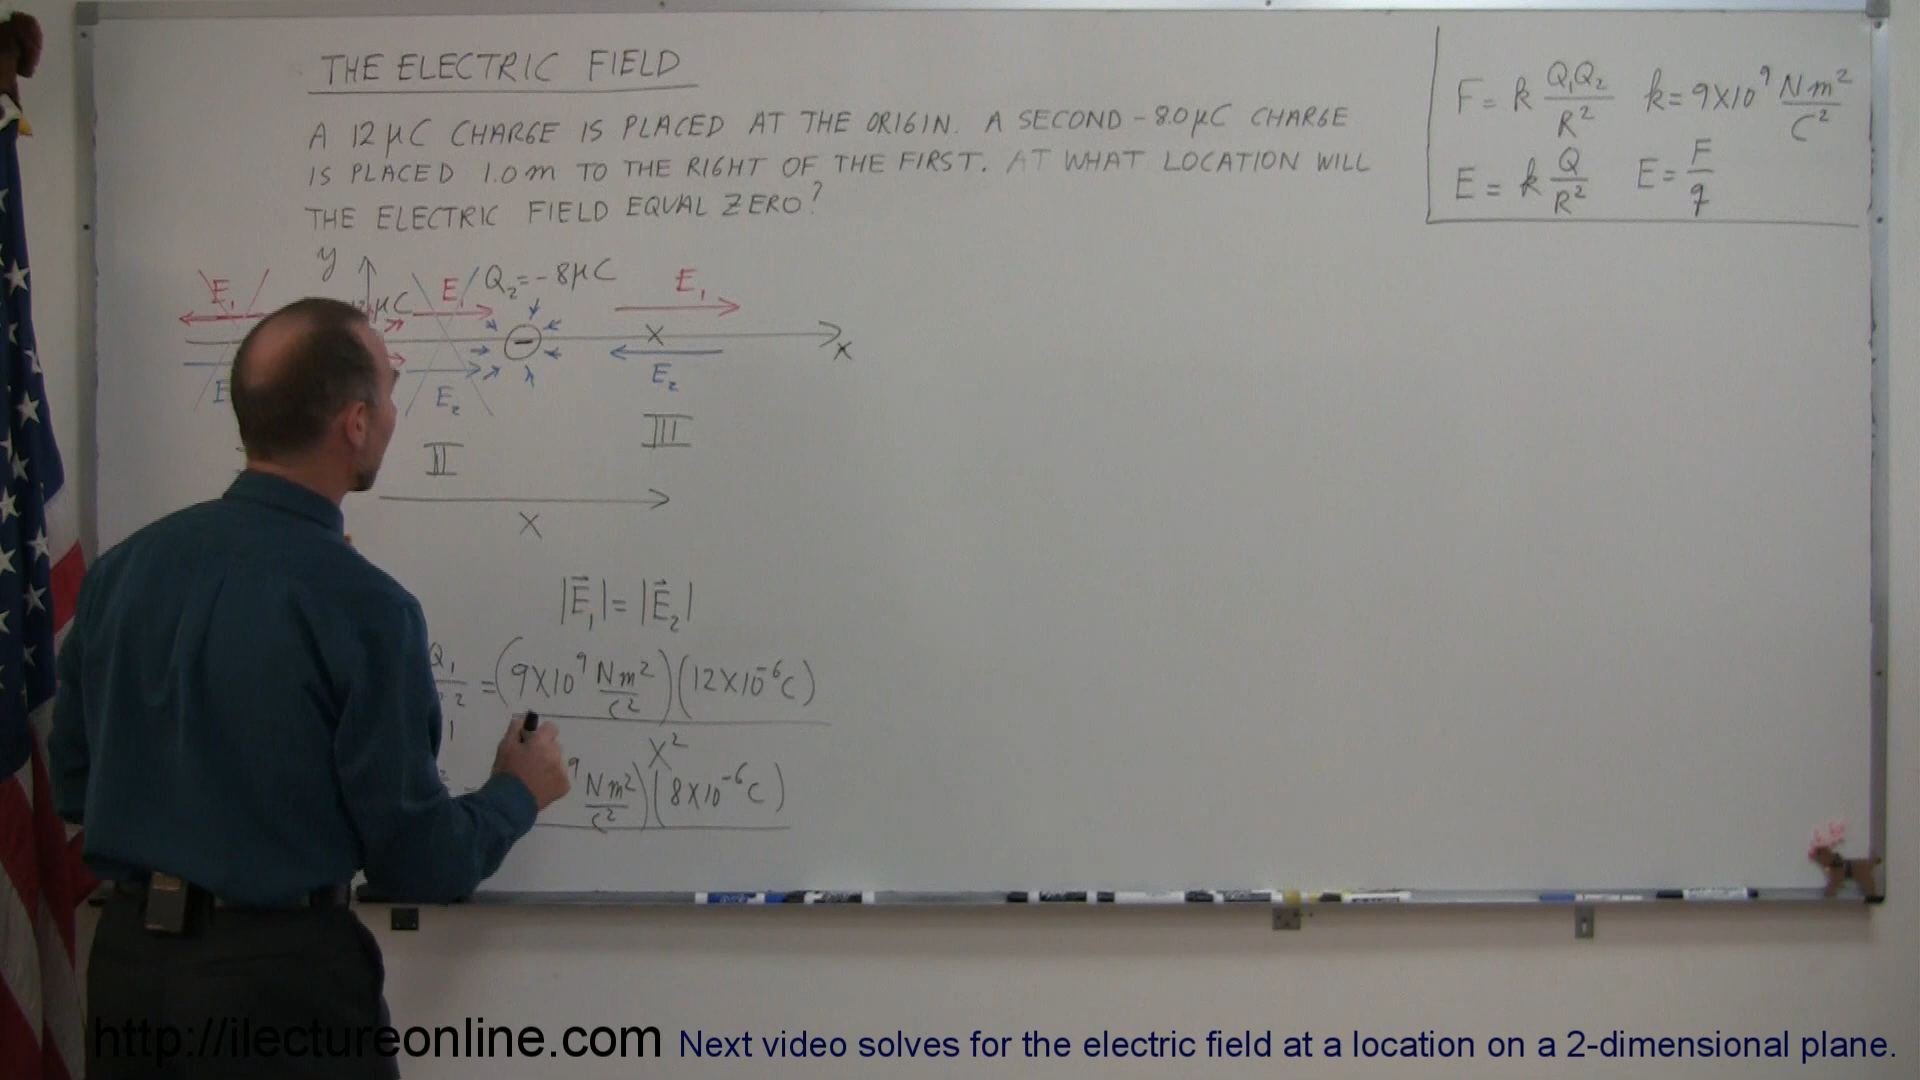 THE ELECTRIC FIELD
A 12 μC CHARGE IS PLACED AT THE ORIGIN. A SECOND -8.0 μC CHARGE
IS PLACED 1.0 m TO THE RIGHT OF THE FIRST. AT WHAT LOCATION WILL
THE ELECTRIC FIELD EQUAL ZERO?
F = k Q₁Q₂/R² k = 9X10⁹ Nm²/C²
E = k Q/R² E = F/q
y
E₁ μC E₁ Q₂ = -8μC E₁
− X x
E E₂ E₂
II III
X
|E⃗₁| = |E⃗₂|
Q₁ = (9X10⁹ Nm²/C²)(12X10⁻⁶C)
X²
⁹ Nm²/C²)(8X10⁻⁶C)
http://ilectureonline.com Next video solves for the electric field at a location on a 2-dimensional plane.